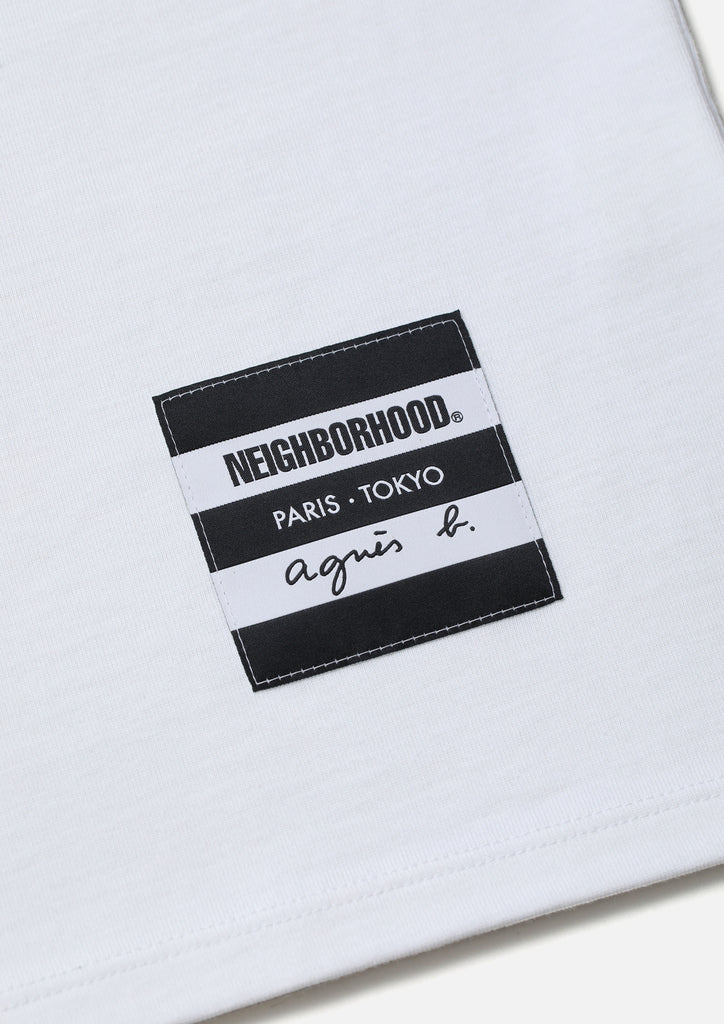 NEIGHBORHOOD®
PARIS · TOKYO
agnès b.